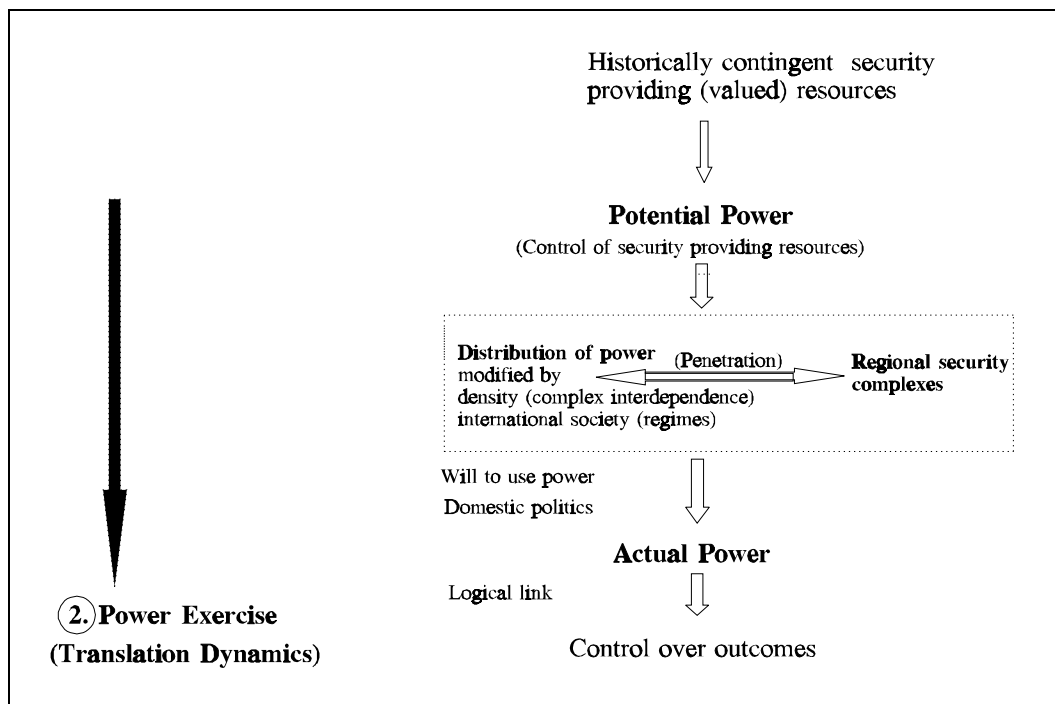 Historically contingent security
providing (valued) resources
Potential Power
(Control of security providing resources)
Distribution of power
modified by
density (complex interdependence)
international society (regimes)
(Penetration)
Regional security
complexes
Will to use power
Domestic politics
Actual Power
Logical link
Control over outcomes
2. Power Exercise
(Translation Dynamics)